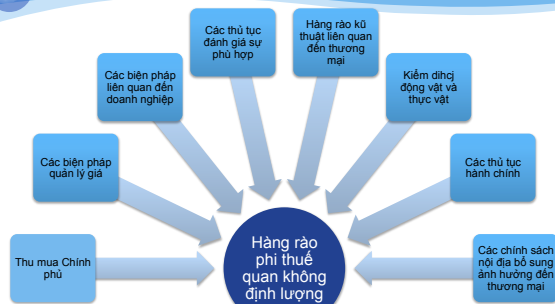 Các thủ tục
đánh giá sự
phù hợp
Hàng rào kũ
thuật liên quan
đến thương
mại
Các biện pháp
liên quan đến
doanh nghiệp
Kiểm dihcj
động vật và
thực vật
Các biện pháp
quản lý giá
Các thủ tục
hành chính
Thu mua Chính
phủ
Hàng rào
phi thuế
quan không
định lượng
Các chính sách
nội địa bổ sung
ảnh hưởng đến
thương mại